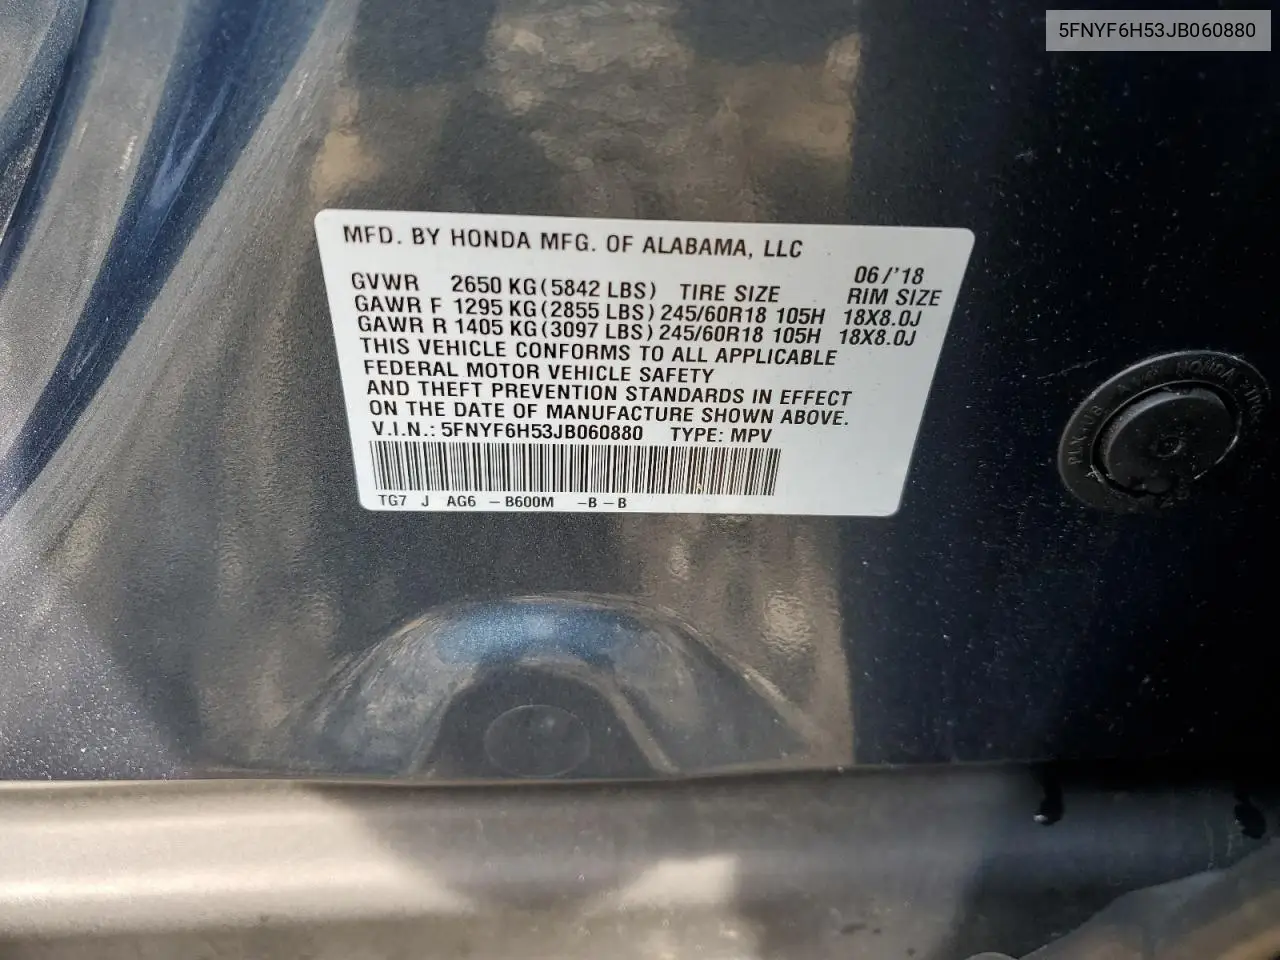 5FNYF6H53JB060880
MFD. BY HONDA MFG. OF ALABAMA, LLC
06/'18
GVWR 2650 KG(5842 LBS) TIRE SIZE RIM SIZE
GAWR F 1295 KG(2855 LBS) 245/60R18 105H 18X8.0J
GAWR R 1405 KG(3097 LBS) 245/60R18 105H 18X8.0J
THIS VEHICLE CONFORMS TO ALL APPLICABLE
FEDERAL MOTOR VEHICLE SAFETY
AND THEFT PREVENTION STANDARDS IN EFFECT
ON THE DATE OF MANUFACTURE SHOWN ABOVE.
V.I.N.: 5FNYF6H53JB060880 TYPE: MPV
TG7 J AG6 -B600M -B-B
HONDA